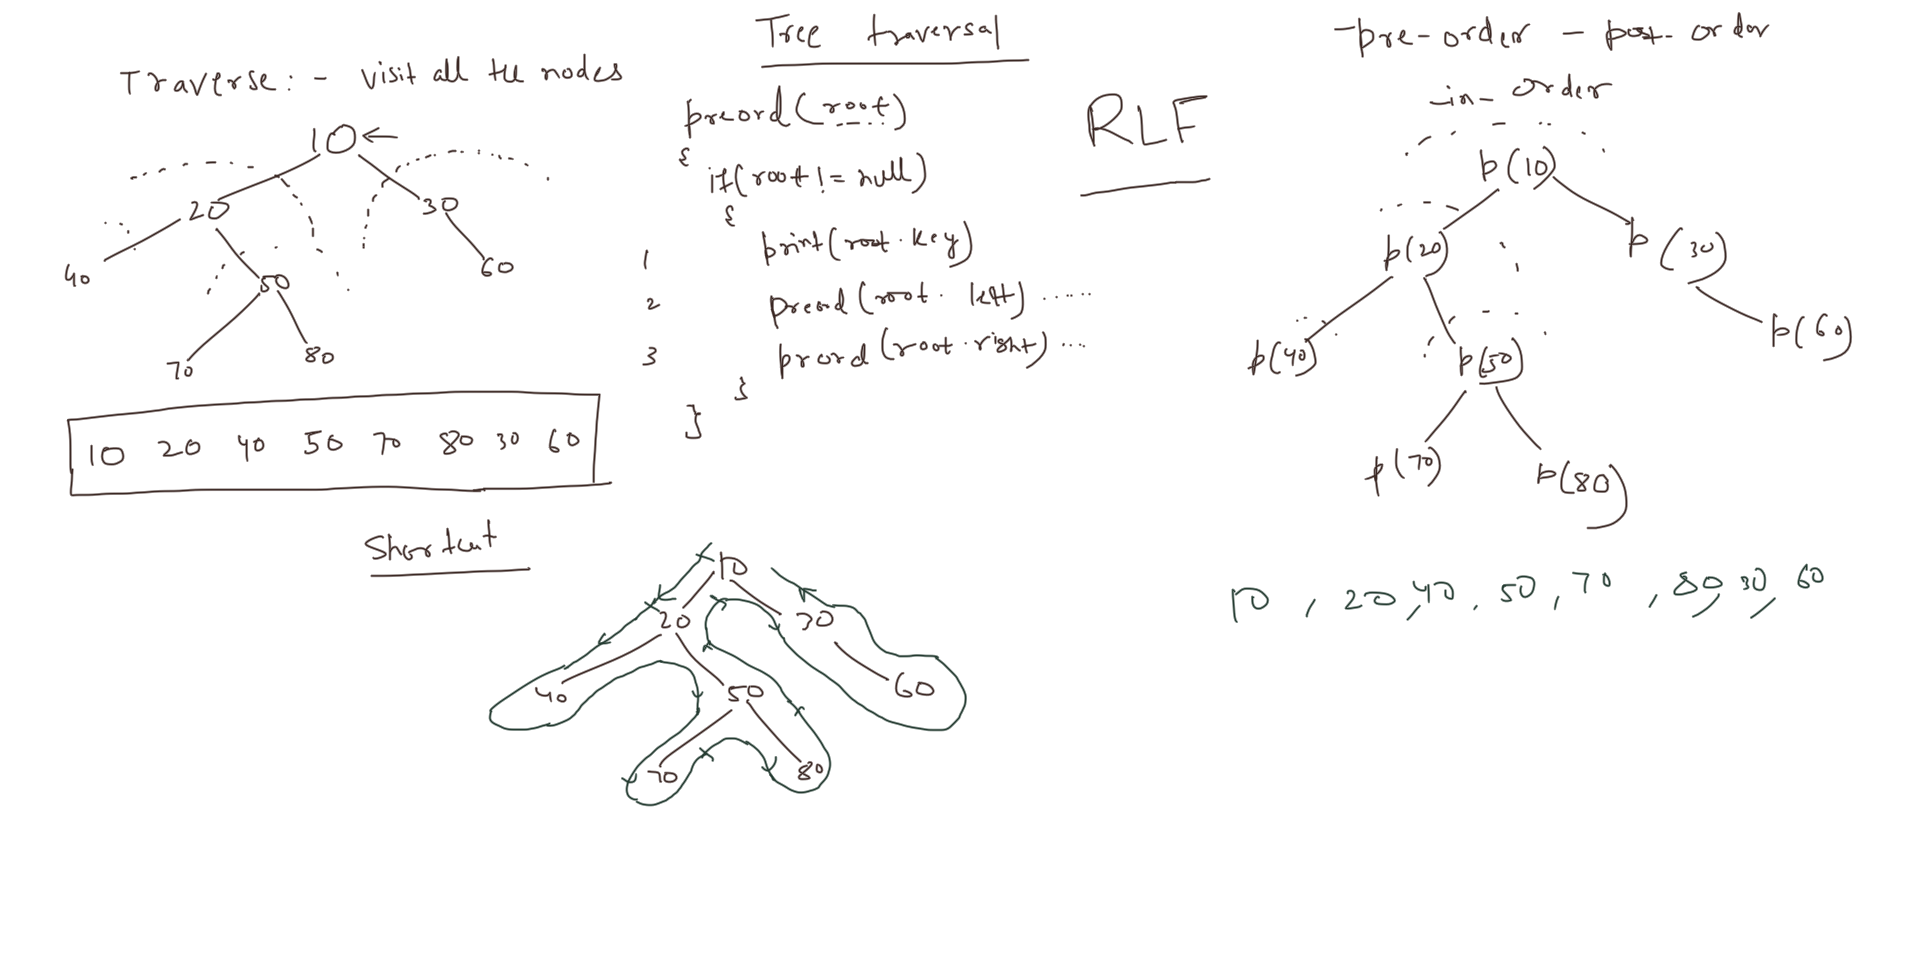 Tree traversal
-pre-order - post-order
-in-order
Traverse:- visit all the nodes
preord(root)
{
if(root != null)
{
1 print(root.key)
2 preord(root.left) ......
3 prord(root.right) ...
}
}
RLF
10
20 30
40 50 60
70 80
10 20 40 50 70 80 30 60
p(10)
p(20) p(30)
p(40) p(50) p(60)
p(70) p(80)
Shortcut
10
20 30
40 50 60
70 80
10, 20, 40, 50, 70, 80, 30, 60